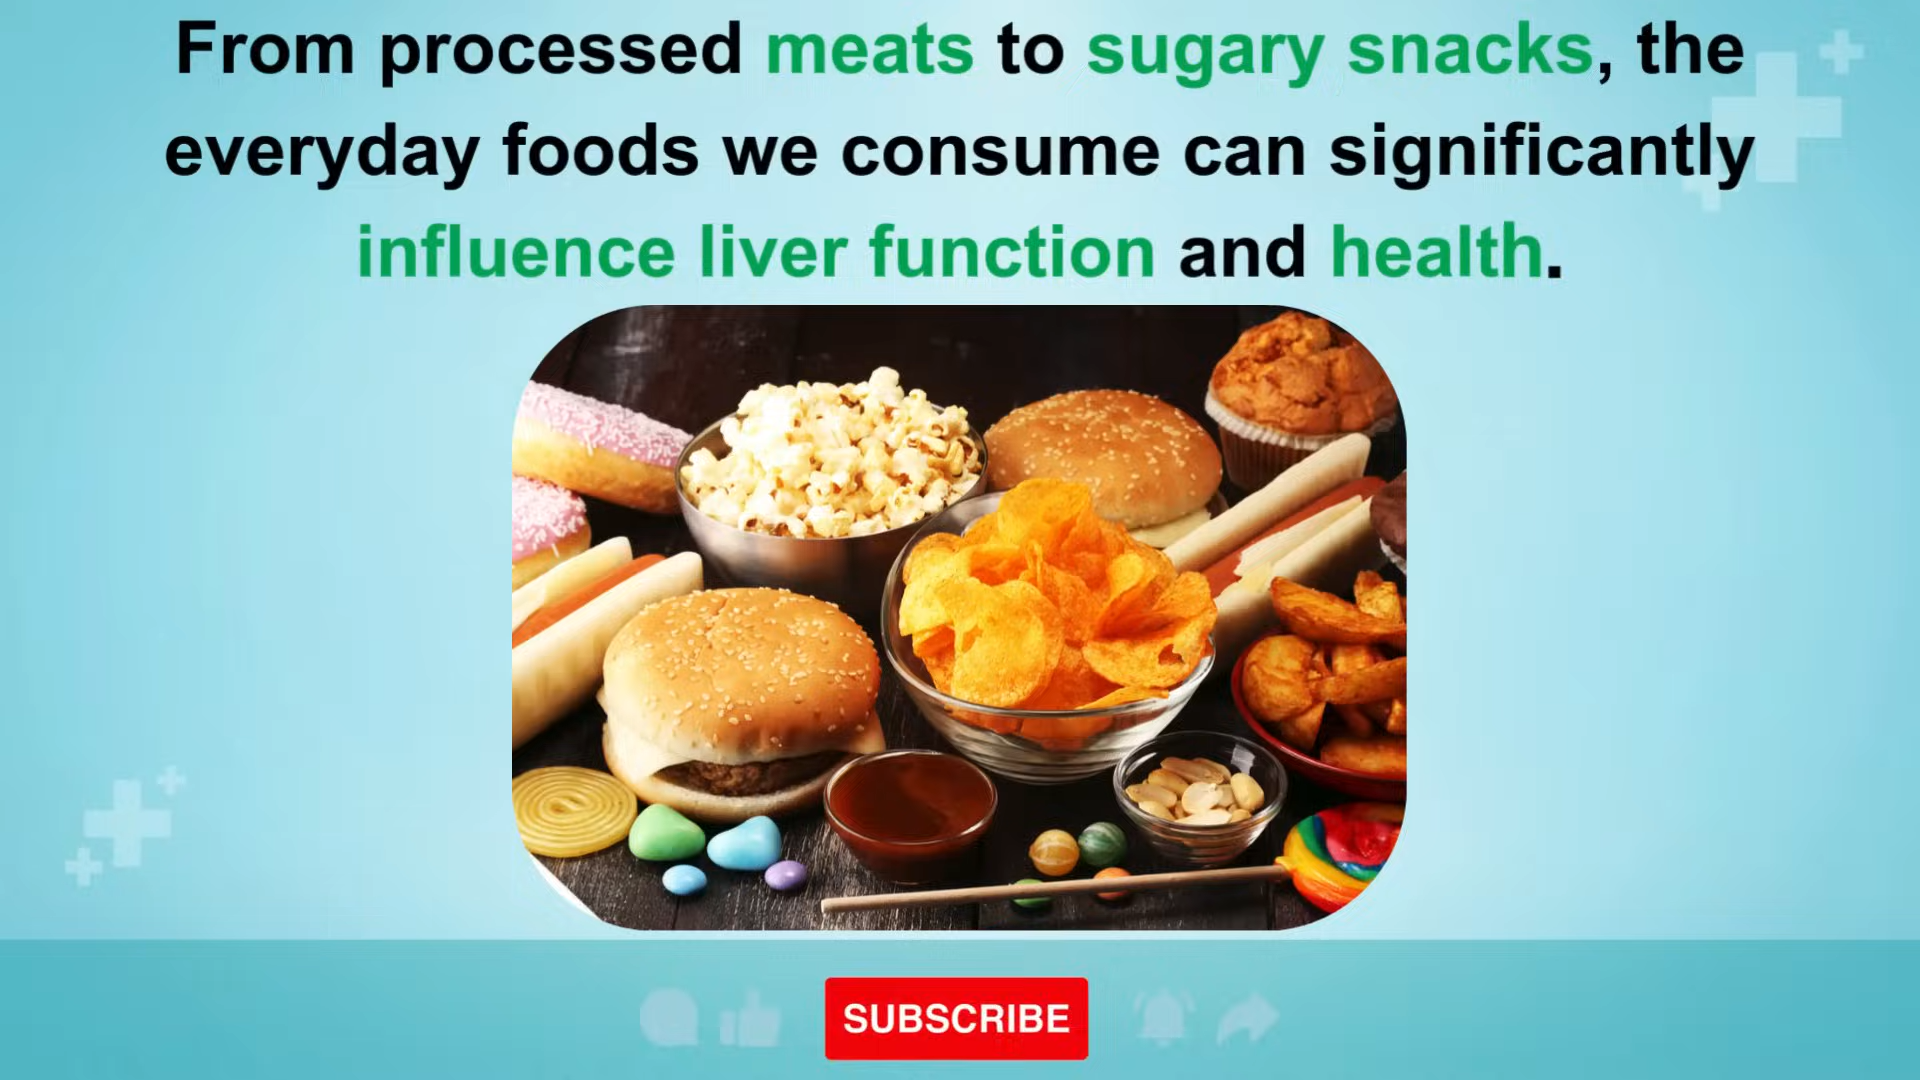 From processed meats to sugary snacks, the
everyday foods we consume can significantly
influence liver function and health.
SUBSCRIBE